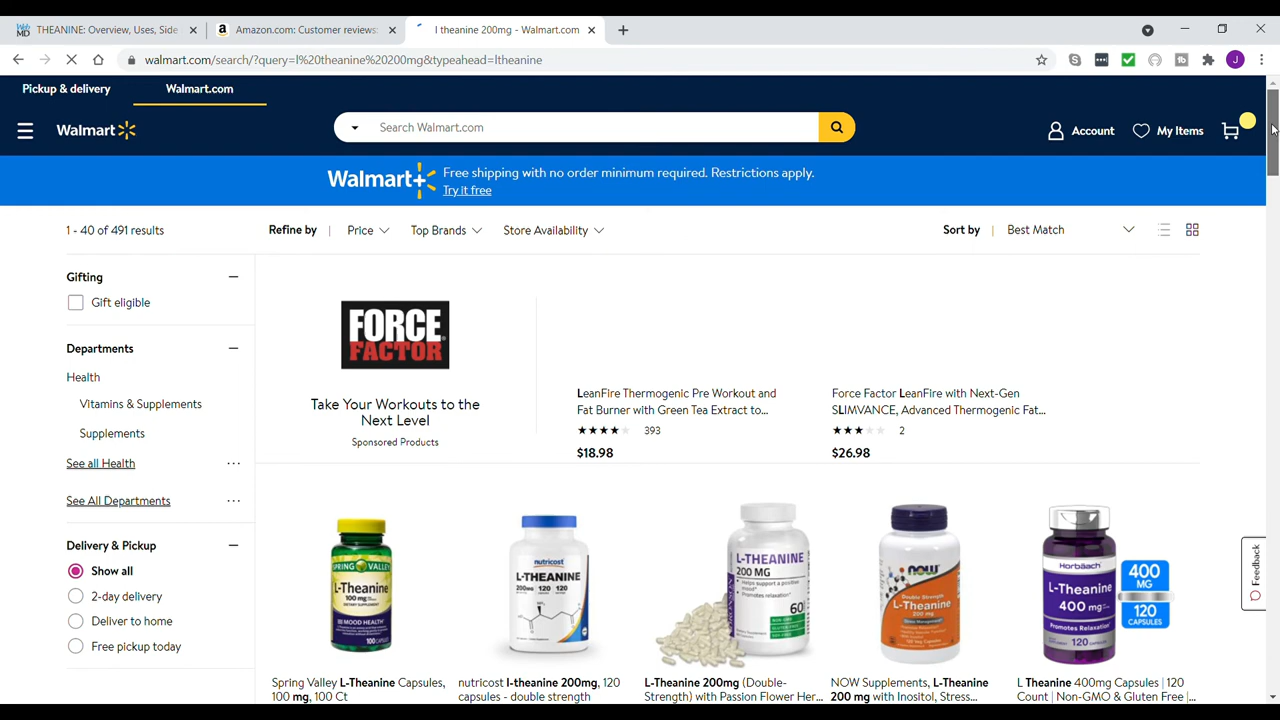 THEANINE: Overview, Uses, Side
Amazon.com: Customer reviews:
l theanine 200mg - Walmart.com
walmart.com/search/?query=l%20theanine%20200mg&typeahead=ltheanine
Pickup & delivery
Walmart.com
Walmart
Search Walmart.com
Account
My Items
Walmart+
Free shipping with no order minimum required. Restrictions apply.
Try it free
1 - 40 of 491 results
Refine by
Price
Top Brands
Store Availability
Sort by
Best Match
Gifting
Gift eligible
Departments
Health
Vitamins & Supplements
Supplements
See all Health
See All Departments
Delivery & Pickup
Show all
2-day delivery
Deliver to home
Free pickup today
FORCE
FACTOR
Take Your Workouts to the
Next Level
Sponsored Products
LeanFire Thermogenic Pre Workout and
Fat Burner with Green Tea Extract to...
393
$18.98
Force Factor LeanFire with Next-Gen
SLIMVANCE, Advanced Thermogenic Fat...
2
$26.98
SPRING VALLEY
L-Theanine
100 mg
MOOD HEALTH
nutricost
L-THEANINE
200mg 120 120
L-THEANINE
200 MG
Helps support a positive
Promotes relaxation
60
NOW
Double Strength
L-Theanine
200 mg
Horbäach
L-Theanine
400 mg
Promotes Relaxation
120 CAPSULES
400
MG
120
CAPSULES
Feedback
Spring Valley L-Theanine Capsules,
100 mg, 100 Ct
nutricost l-theanine 200mg, 120
capsules - double strength
L-Theanine 200mg (Double-
Strength) with Passion Flower Her...
NOW Supplements, L-Theanine
200 mg with Inositol, Stress...
L Theanine 400mg Capsules | 120
Count | Non-GMO & Gluten Free |...